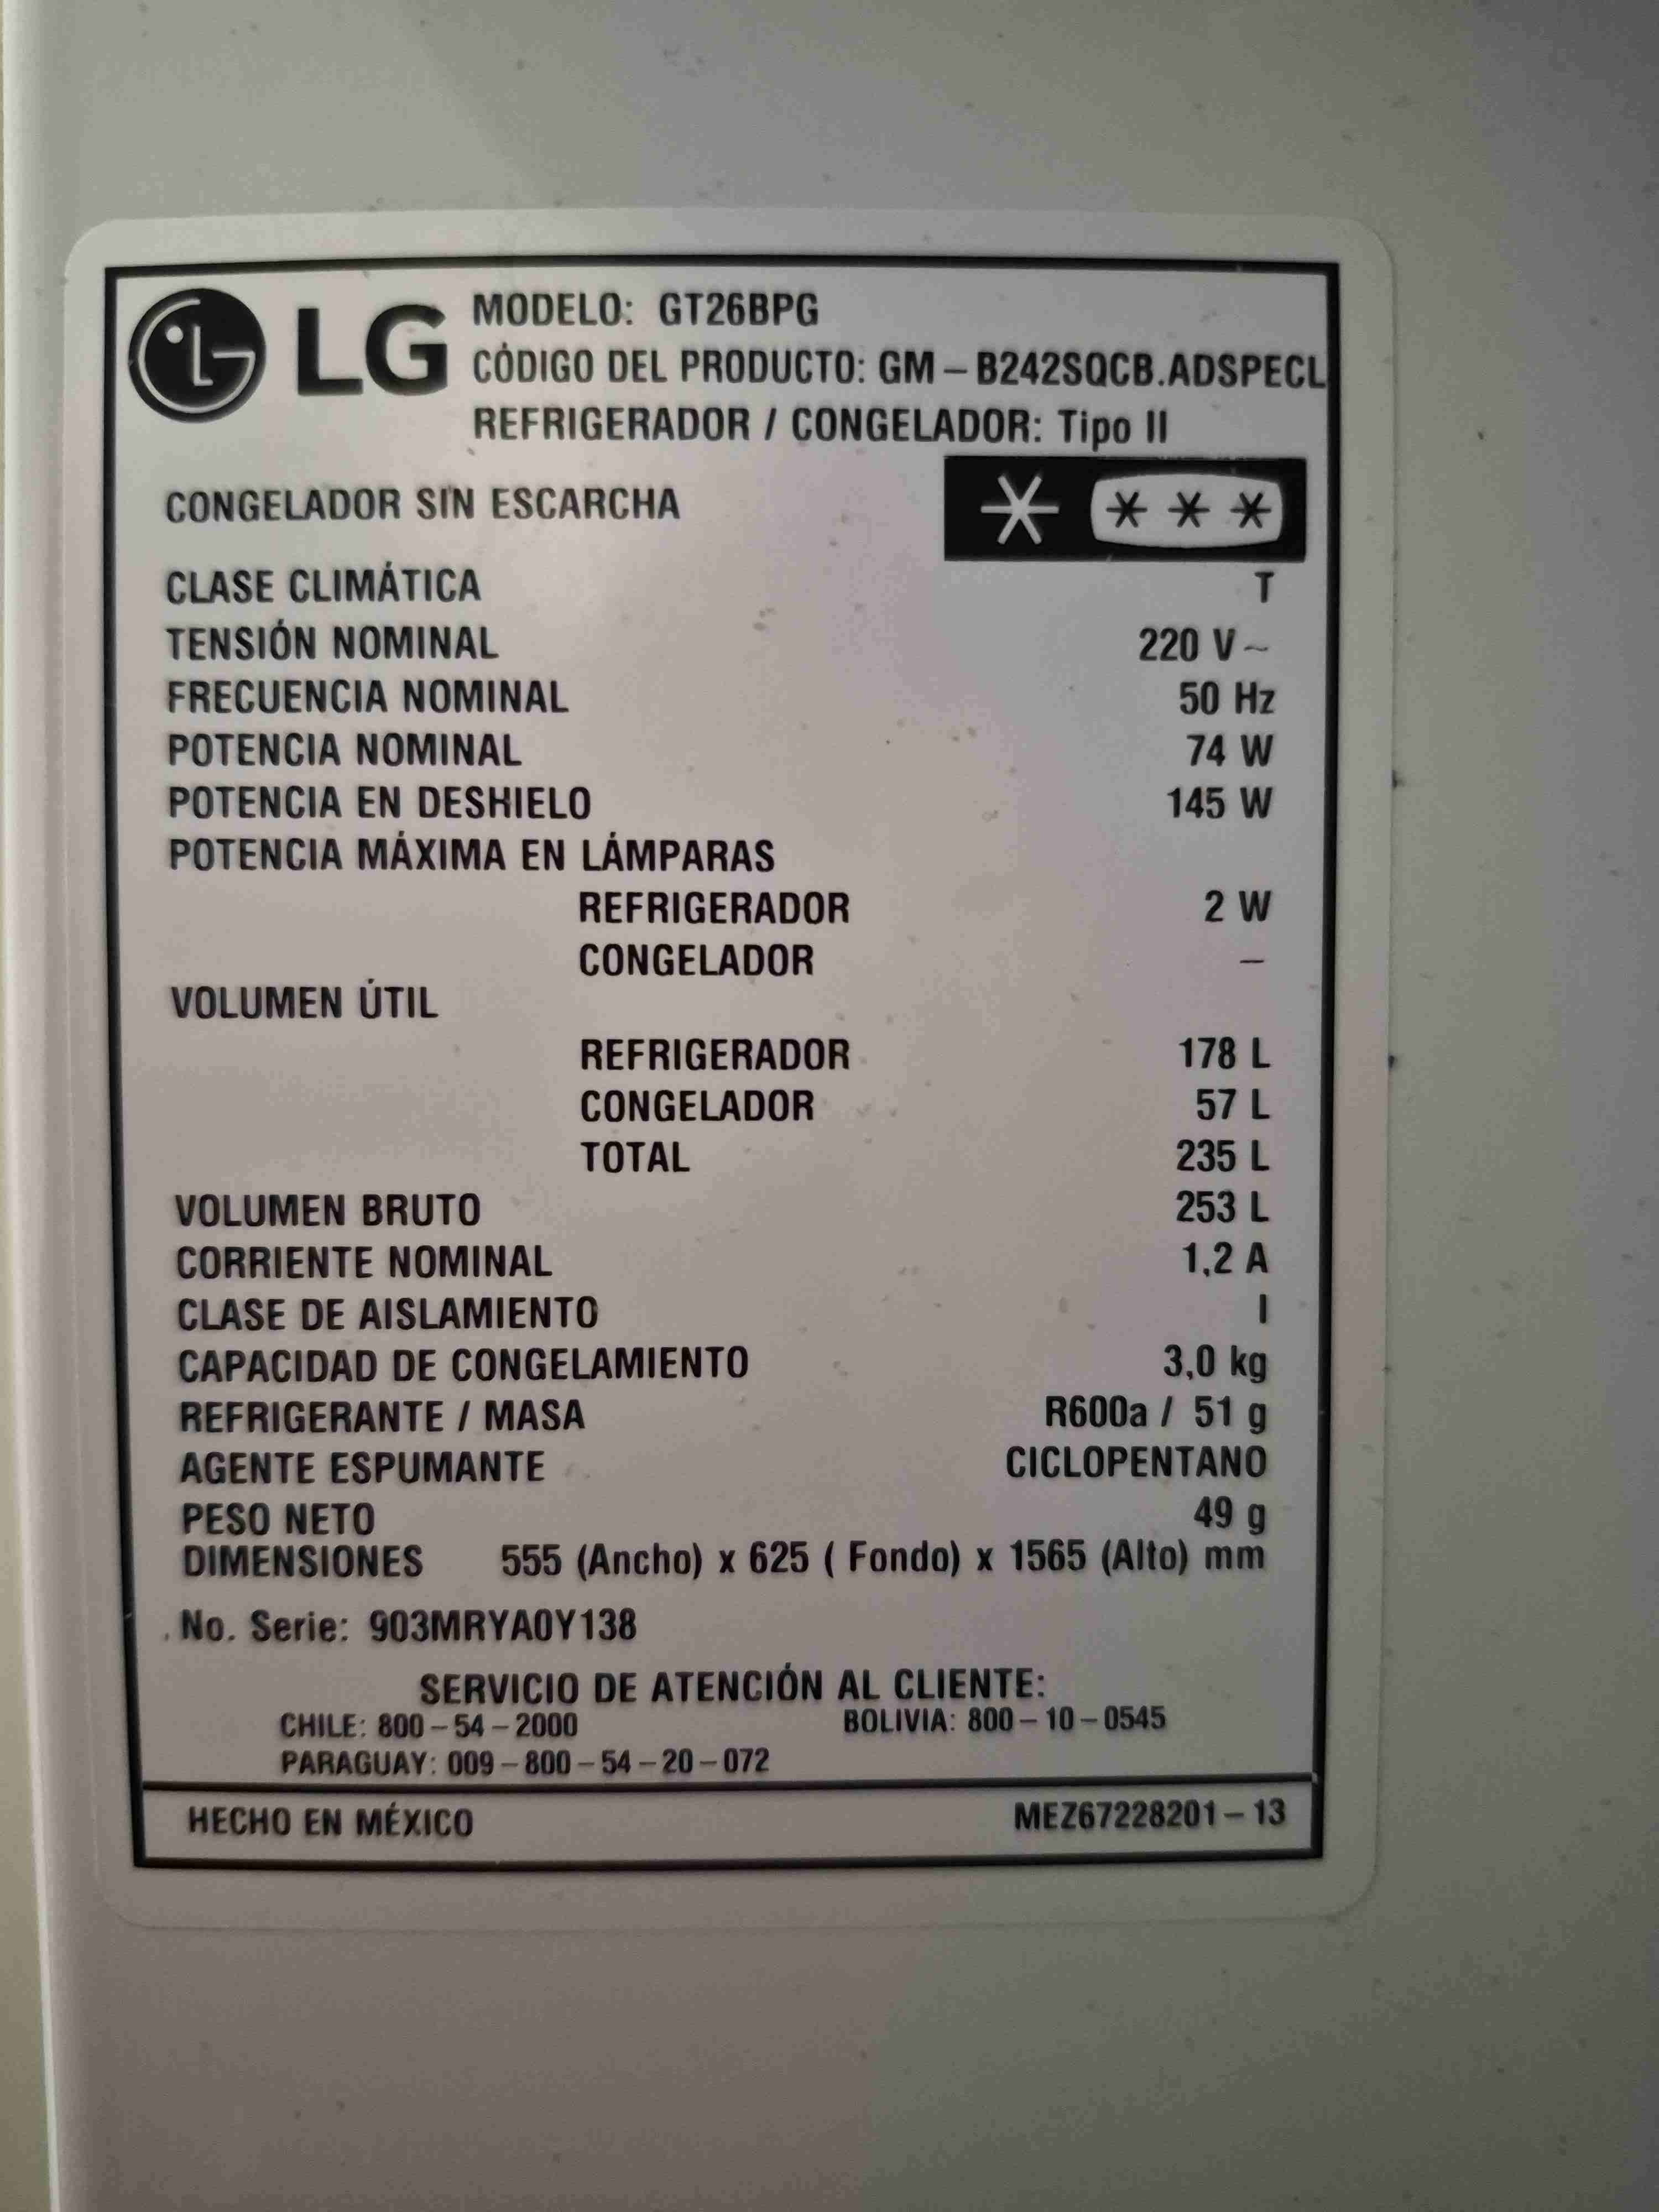 LG
MODELO: GT26BPG
CÓDIGO DEL PRODUCTO: GM – B242SQCB.ADSPECL
REFRIGERADOR / CONGELADOR: Tipo II
CONGELADOR SIN ESCARCHA * ***
CLASE CLIMÁTICA T
TENSIÓN NOMINAL 220 V ~
FRECUENCIA NOMINAL 50 Hz
POTENCIA NOMINAL 74 W
POTENCIA EN DESHIELO 145 W
POTENCIA MÁXIMA EN LÁMPARAS
REFRIGERADOR 2 W
CONGELADOR –
VOLUMEN ÚTIL
REFRIGERADOR 178 L
CONGELADOR 57 L
TOTAL 235 L
VOLUMEN BRUTO 253 L
CORRIENTE NOMINAL 1,2 A
CLASE DE AISLAMIENTO I
CAPACIDAD DE CONGELAMIENTO 3,0 kg
REFRIGERANTE / MASA R600a / 51 g
AGENTE ESPUMANTE CICLOPENTANO
PESO NETO 49 g
DIMENSIONES 555 (Ancho) x 625 ( Fondo) x 1565 (Alto) mm
No. Serie: 903MRYA0Y138
SERVICIO DE ATENCIÓN AL CLIENTE:
CHILE: 800 – 54 – 2000 BOLIVIA: 800 – 10 – 0545
PARAGUAY: 009 – 800 – 54 – 20 – 072
HECHO EN MÉXICO MEZ67228201 – 13